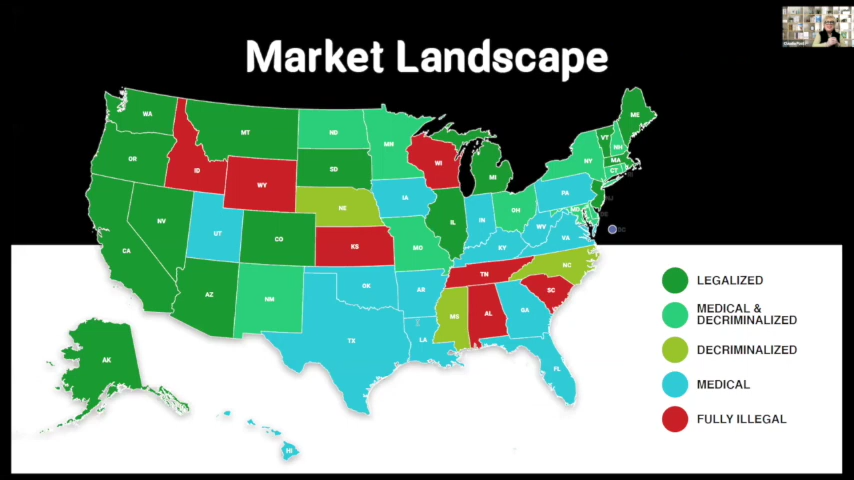 Market Landscape
WA
MT
ND
MN
ME
VT
NH
OR
ID
SD
WI
MI
NY
MA
CT
WY
NE
IA
PA
NV
UT
CO
IL
IN
OH
MD
WV
VA
DC
CA
KS
MO
KY
NC
AZ
NM
OK
AR
TN
SC
TX
LA
MS
AL
GA
FL
AK
HI
LEGALIZED
MEDICAL &
DECRIMINALIZED
DECRIMINALIZED
MEDICAL
FULLY ILLEGAL